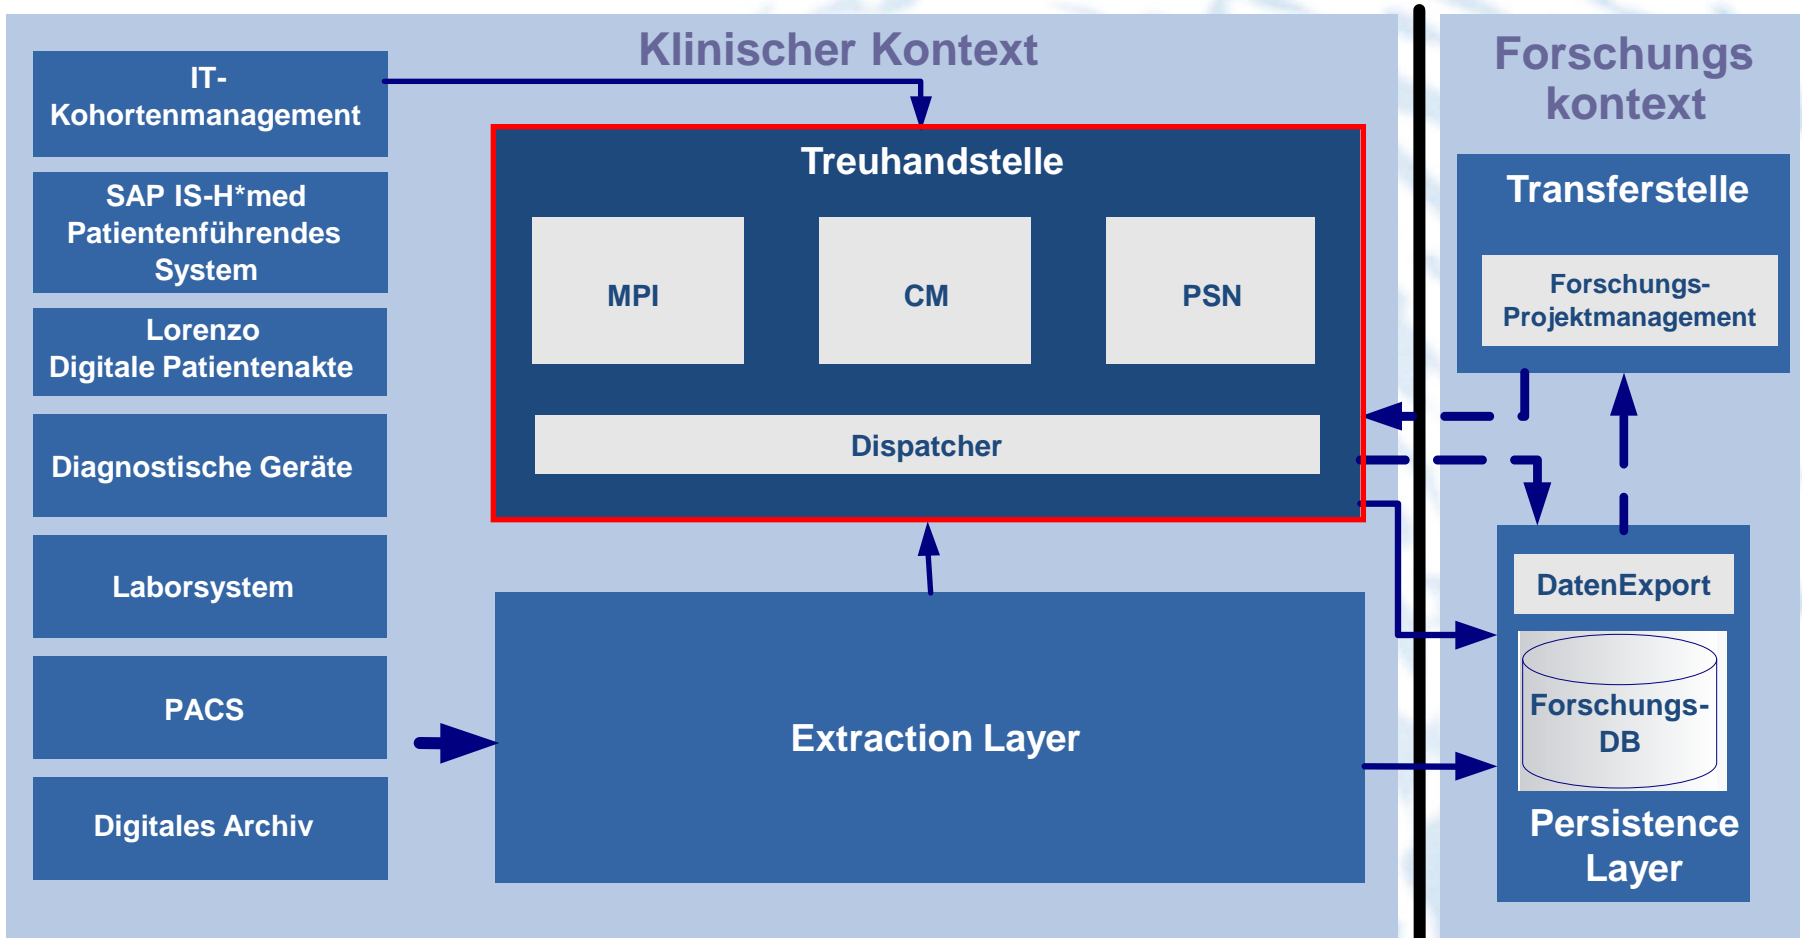 Klinischer Kontext
Forschungs
kontext
IT-
Kohortenmanagement
SAP IS-H*med
Patientenführendes
System
Lorenzo
Digitale Patientenakte
Diagnostische Geräte
Laborsystem
PACS
Digitales Archiv
Treuhandstelle
MPI
CM
PSN
Dispatcher
Extraction Layer
Transferstelle
Forschungs-
Projektmanagement
DatenExport
Forschungs-
DB
Persistence
Layer